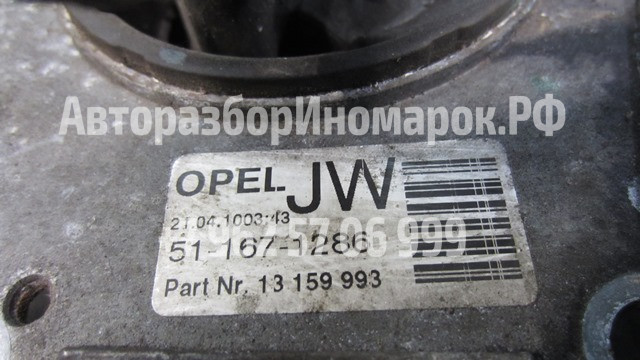 АвторазборИномарок.РФ
OPEL JW
21.04.1003:43
51-167-1286
Part Nr. 13 159 993